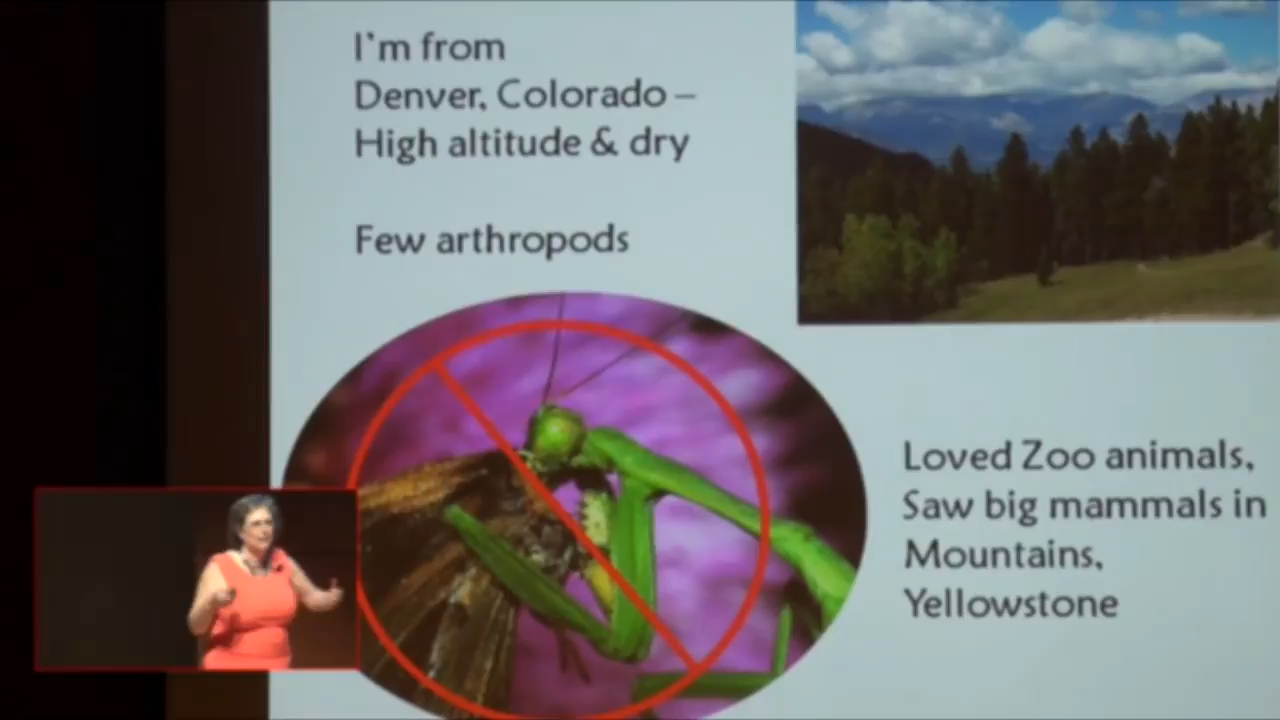 I'm from
Denver, Colorado –
High altitude & dry
Few arthropods
Loved Zoo animals,
Saw big mammals in
Mountains,
Yellowstone